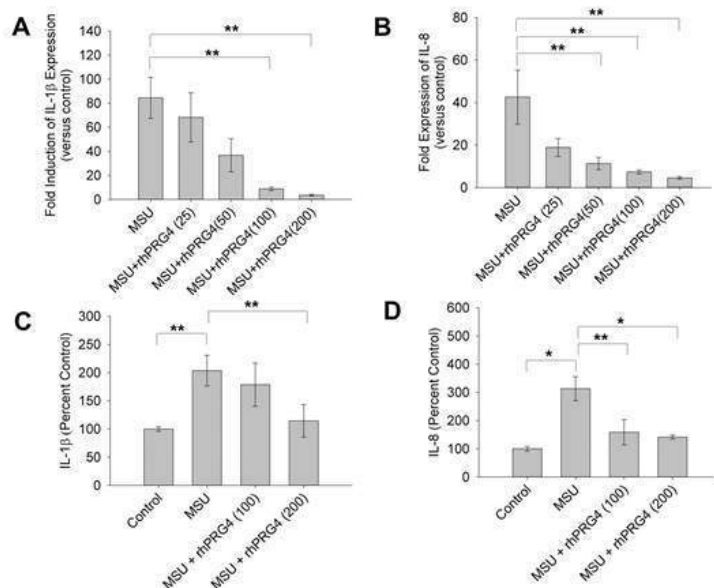 A
Fold Induction of IL-1β Expression
(versus control)
140
120
100
80
60
40
20
0
**
**
MSU
MSU+rhPRG4 (25)
MSU+rhPRG4(50)
MSU+rhPRG4(100)
MSU+rhPRG4(200)
B
Fold Expression of IL-8
(versus control)
80
60
40
20
0
**
**
**
MSU
MSU+rhPRG4 (25)
MSU+rhPRG4(50)
MSU+rhPRG4(100)
MSU+rhPRG4(200)
C
IL-1β (Percent Control)
300
250
200
150
100
50
0
**
**
Control
MSU
MSU + rhPRG4 (100)
MSU + rhPRG4 (200)
D
IL-8 (Percent Control)
600
500
400
300
200
100
0
*
**
*
Control
MSU
MSU + rhPRG4 (100)
MSU + rhPRG4 (200)